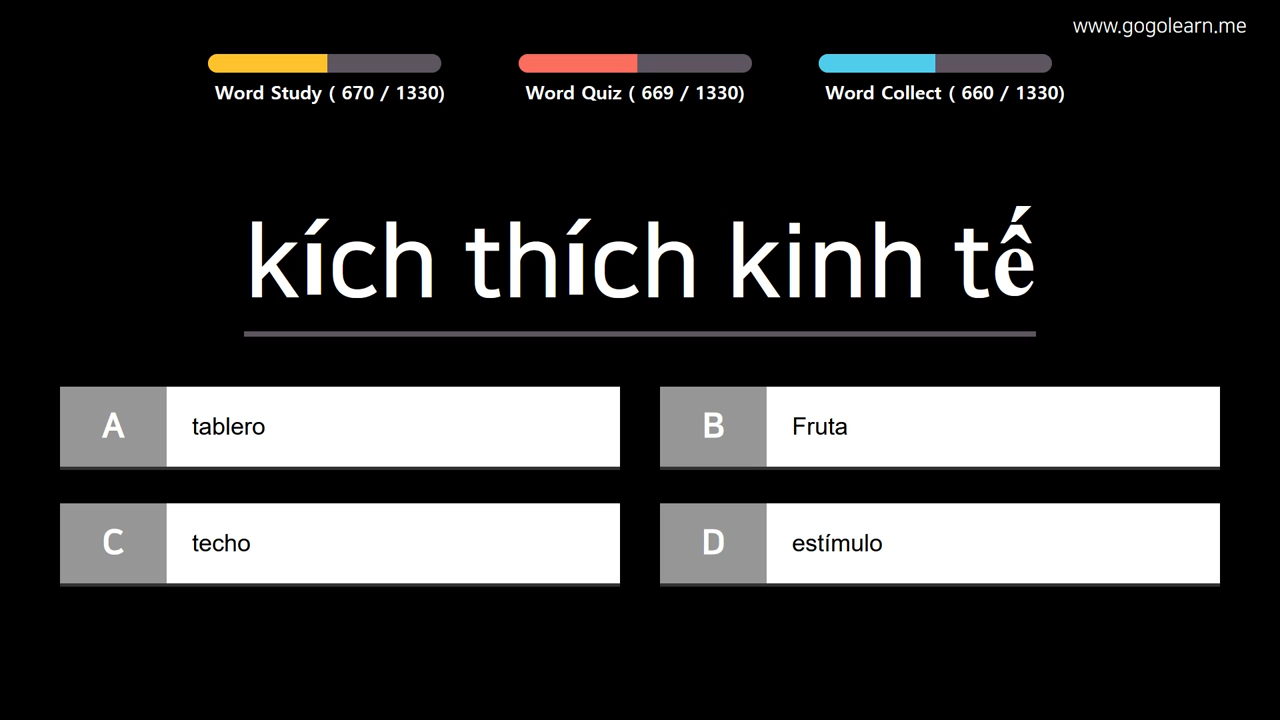 www.gogolearn.me
Word Study ( 670 / 1330)
Word Quiz ( 669 / 1330)
Word Collect ( 660 / 1330)
kích thích kinh tế
A tablero
B Fruta
C techo
D estímulo